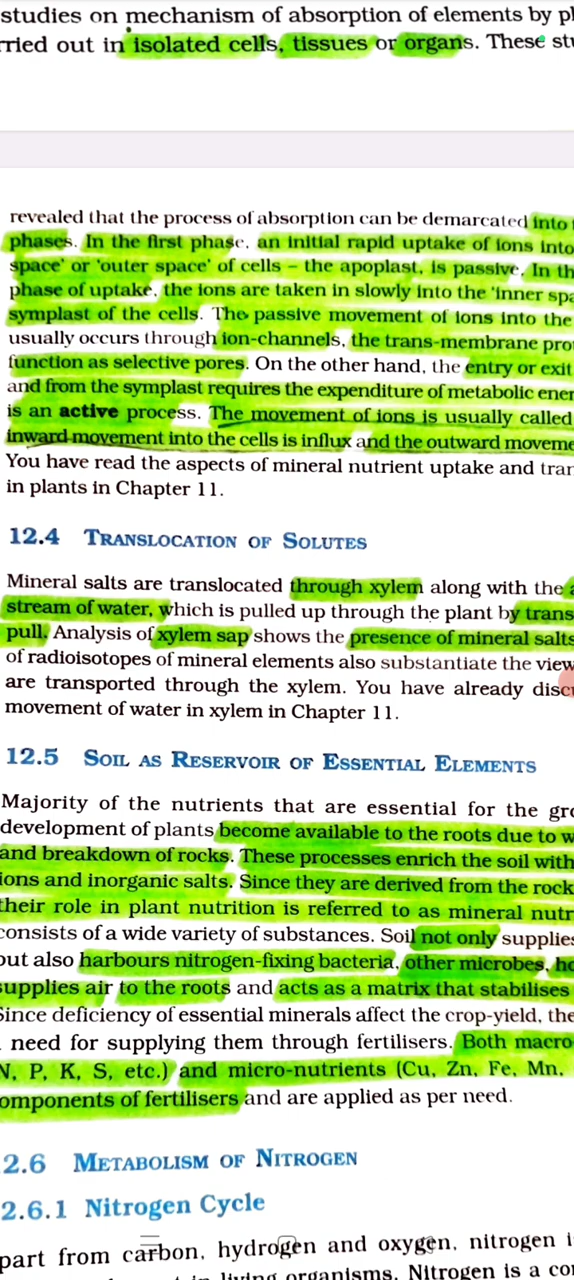 studies on mechanism of absorption of elements by pl
rried out in isolated cells, tissues or organs. These stu
revealed that the process of absorption can be demarcated into
phases. In the first phase, an initial rapid uptake of ions into
space' or 'outer space' of cells – the apoplast, is passive. In th
phase of uptake, the ions are taken in slowly into the 'inner spa
symplast of the cells. The passive movement of ions into the
usually occurs through ion-channels, the trans-membrane pro
function as selective pores. On the other hand, the entry or exit
and from the symplast requires the expenditure of metabolic ener
is an active process. The movement of ions is usually called
inward movement into the cells is influx and the outward moveme
You have read the aspects of mineral nutrient uptake and tran
in plants in Chapter 11.
12.4 TRANSLOCATION OF SOLUTES
Mineral salts are translocated through xylem along with the a
stream of water, which is pulled up through the plant by trans
pull. Analysis of xylem sap shows the presence of mineral salts
of radioisotopes of mineral elements also substantiate the view
are transported through the xylem. You have already discu
movement of water in xylem in Chapter 11.
12.5 SOIL AS RESERVOIR OF ESSENTIAL ELEMENTS
Majority of the nutrients that are essential for the gro
development of plants become available to the roots due to w
and breakdown of rocks. These processes enrich the soil with
ions and inorganic salts. Since they are derived from the rock
their role in plant nutrition is referred to as mineral nutr
consists of a wide variety of substances. Soil not only supplies
but also harbours nitrogen-fixing bacteria, other microbes, ho
supplies air to the roots and acts as a matrix that stabilises
Since deficiency of essential minerals affect the crop-yield, the
need for supplying them through fertilisers. Both macro-
N, P, K, S, etc.) and micro-nutrients (Cu, Zn, Fe, Mn,
omponents of fertilisers and are applied as per need.
2.6 METABOLISM OF NITROGEN
2.6.1 Nitrogen Cycle
part from carbon, hydrogen and oxygen, nitrogen i
in living organisms. Nitrogen is a con